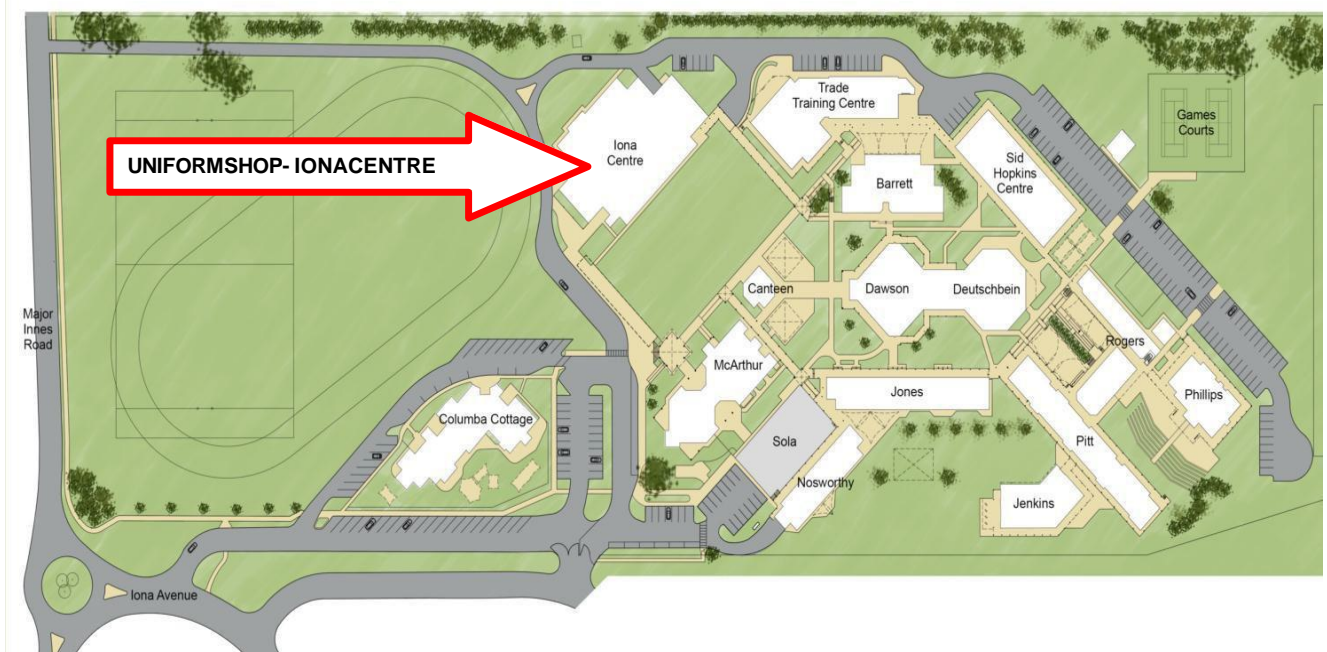 UNIFORMSHOP- IONACENTRE
Iona
Centre
Trade
Training Centre
Games
Courts
Sid
Hopkins
Centre
Barrett
Canteen
Dawson
Deutschbein
Major
Innes
Road
Rogers
McArthur
Jones
Phillips
Columba Cottage
Sola
Pitt
Nosworthy
Jenkins
Iona Avenue